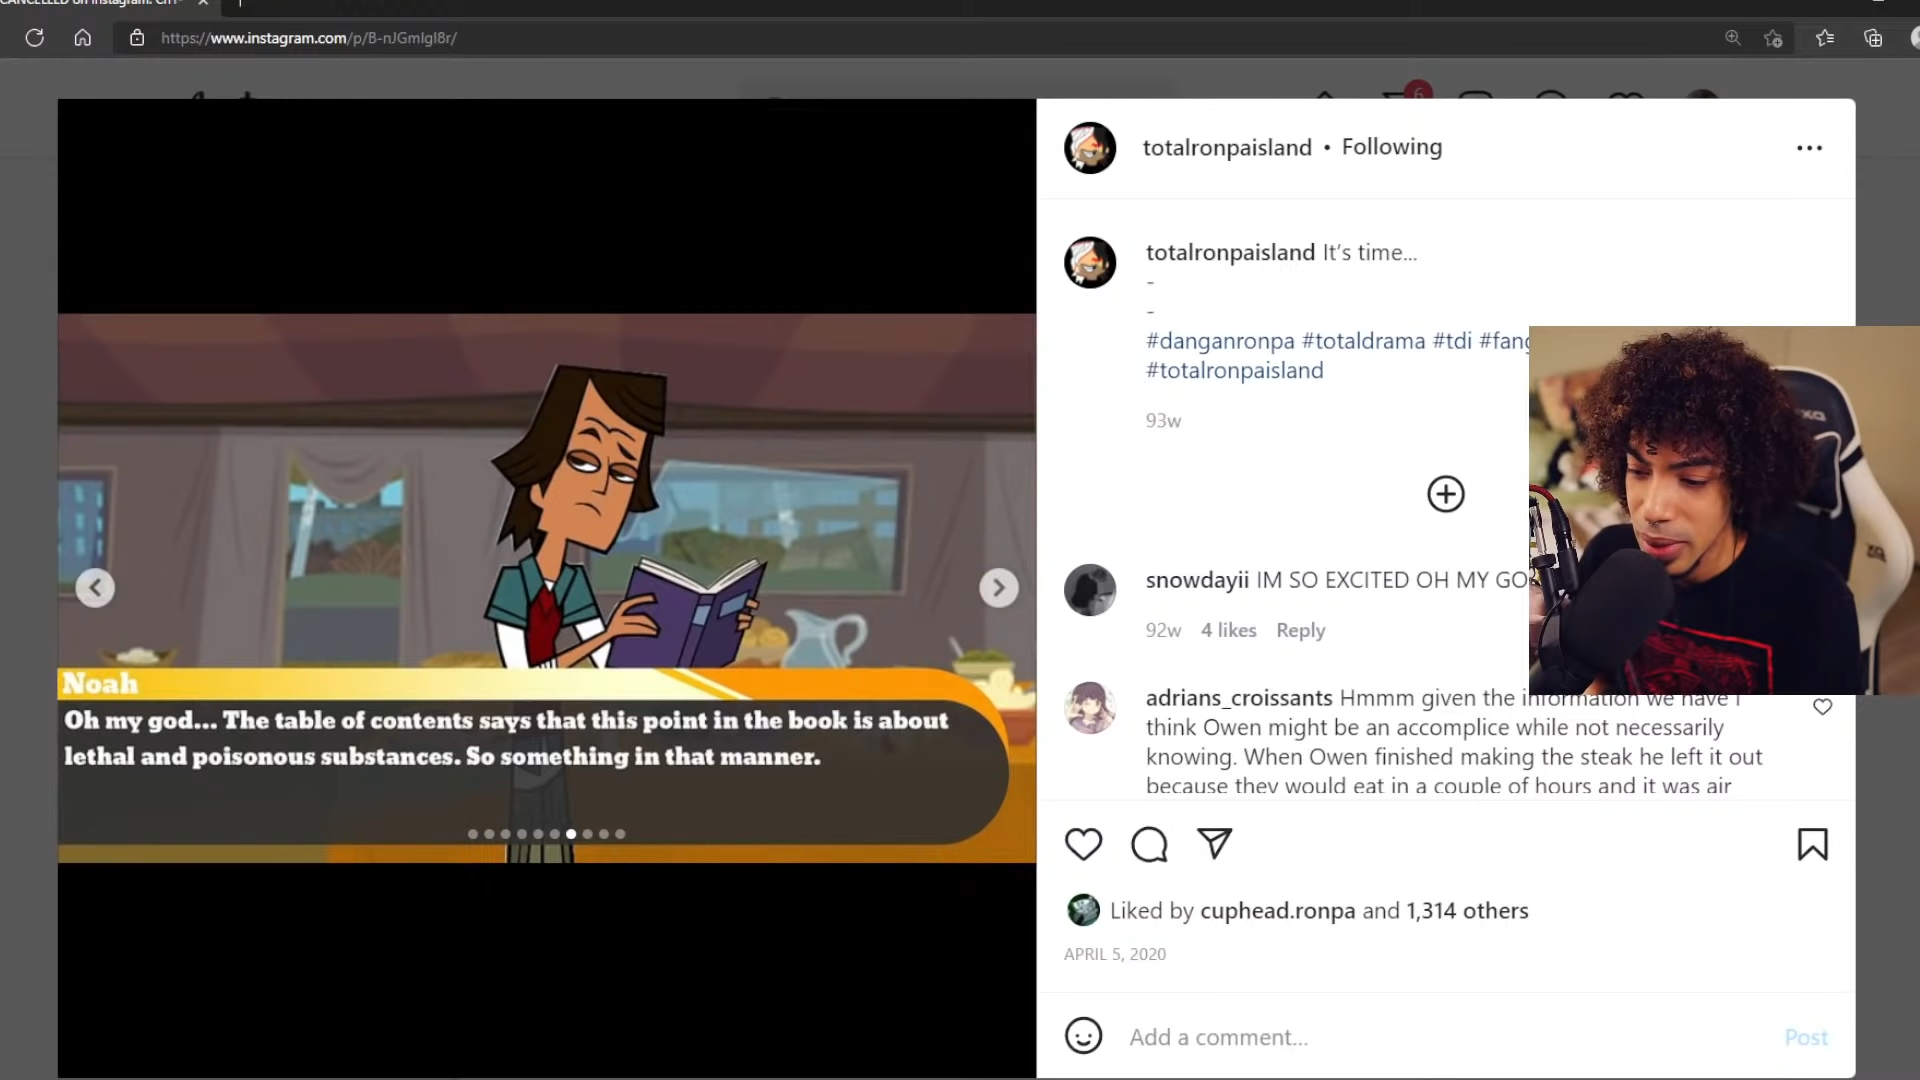 https://www.instagram.com/p/B-nJGmlgl8r/
6
totalronpaisland • Following
totalronpaisland It's time...
-
-
#danganronpa #totaldrama #tdi
#totalronpaisland
93w
snowdayii IM SO EXCITED OH MY
92w 4 likes Reply
adrians_croissants Hmmm given the information we have I
think Owen might be an accomplice while not necessarily
knowing. When Owen finished making the steak he left it out
because they would eat in a couple of hours and it was air
Noah
Oh my god... The table of contents says that this point in the book is about
lethal and poisonous substances. So something in that manner.
Liked by cuphead.ronpa and 1,314 others
APRIL 5, 2020
Add a comment... Post